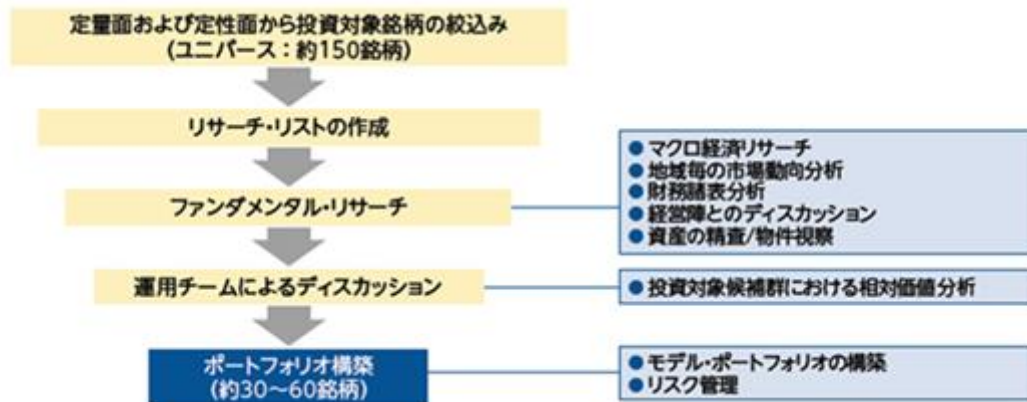 定量面および定性面から投資対象銘柄の絞込み
(ユニバース：約150銘柄)
リサーチ・リストの作成
ファンダメンタル・リサーチ
● マクロ経済リサーチ
● 地域毎の市場動向分析
● 財務諸表分析
● 経営陣とのディスカッション
● 資産の精査/物件視察
運用チームによるディスカッション
● 投資対象候補群における相対価値分析
ポートフォリオ構築
(約30～60銘柄)
● モデル・ポートフォリオの構築
● リスク管理